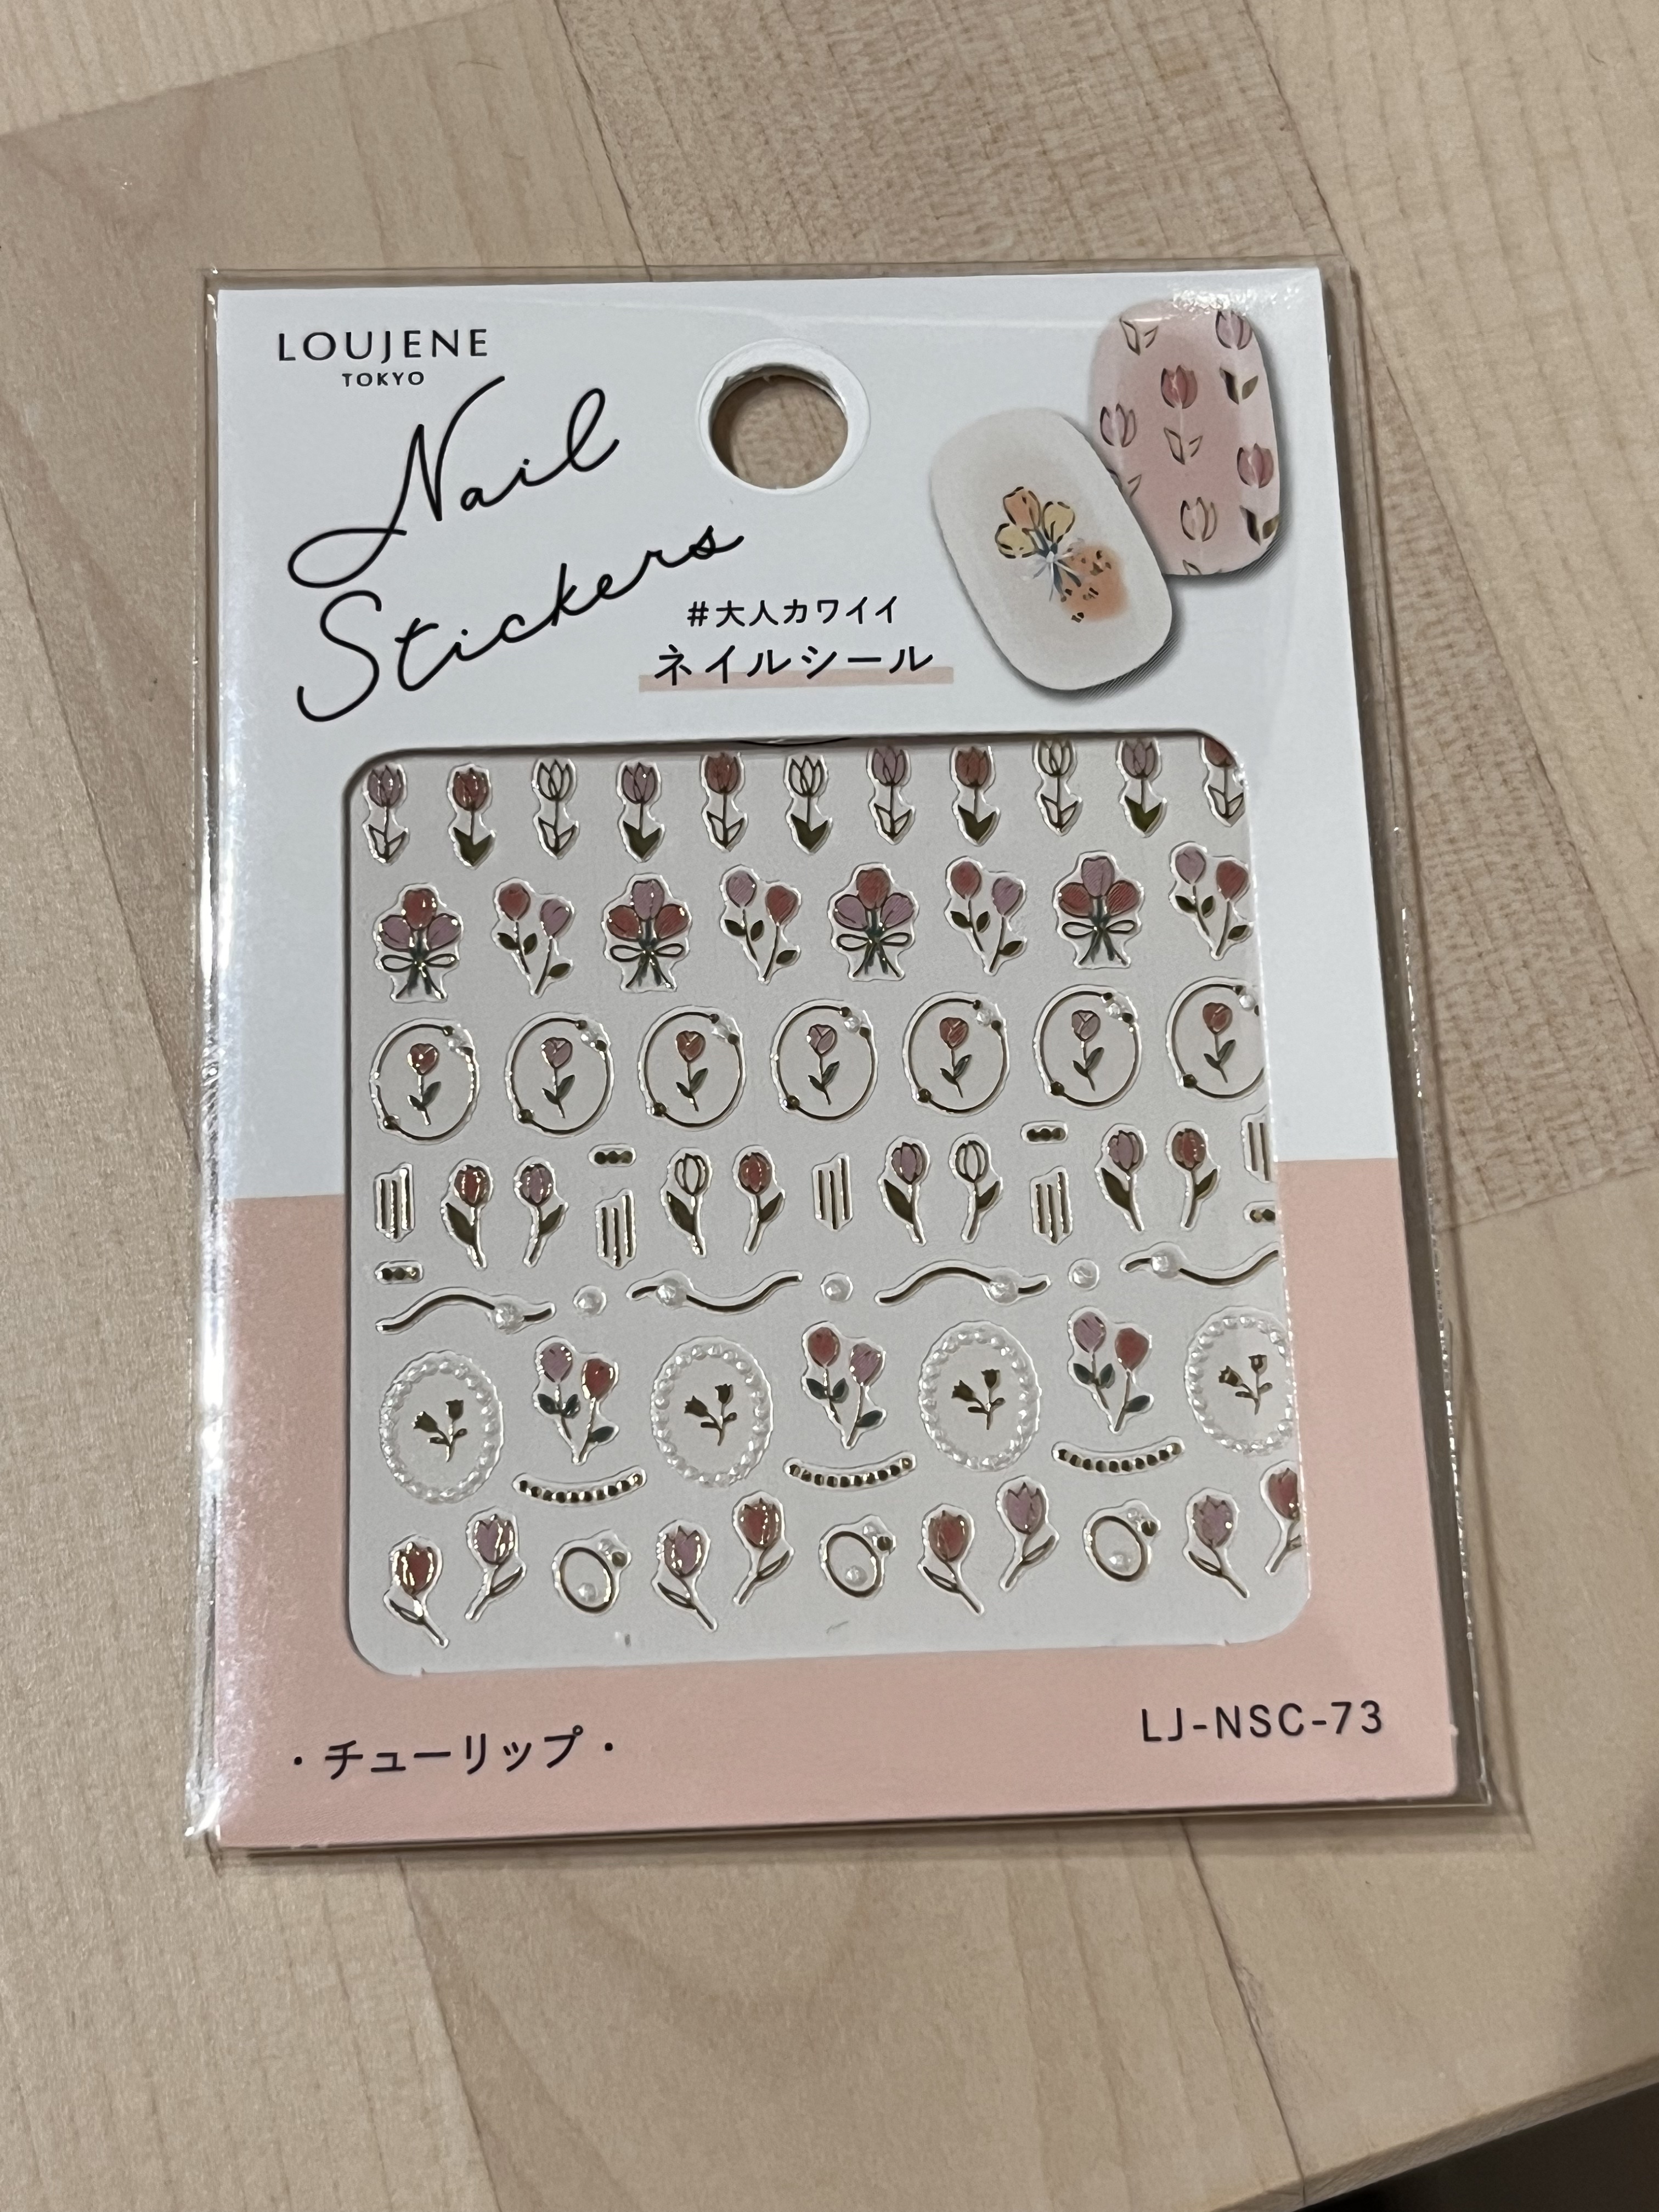 LOUJENE
TOKYO
Nail
Stickers
#大人カワイイ
ネイルシール
・チューリップ・
LJ-NSC-73